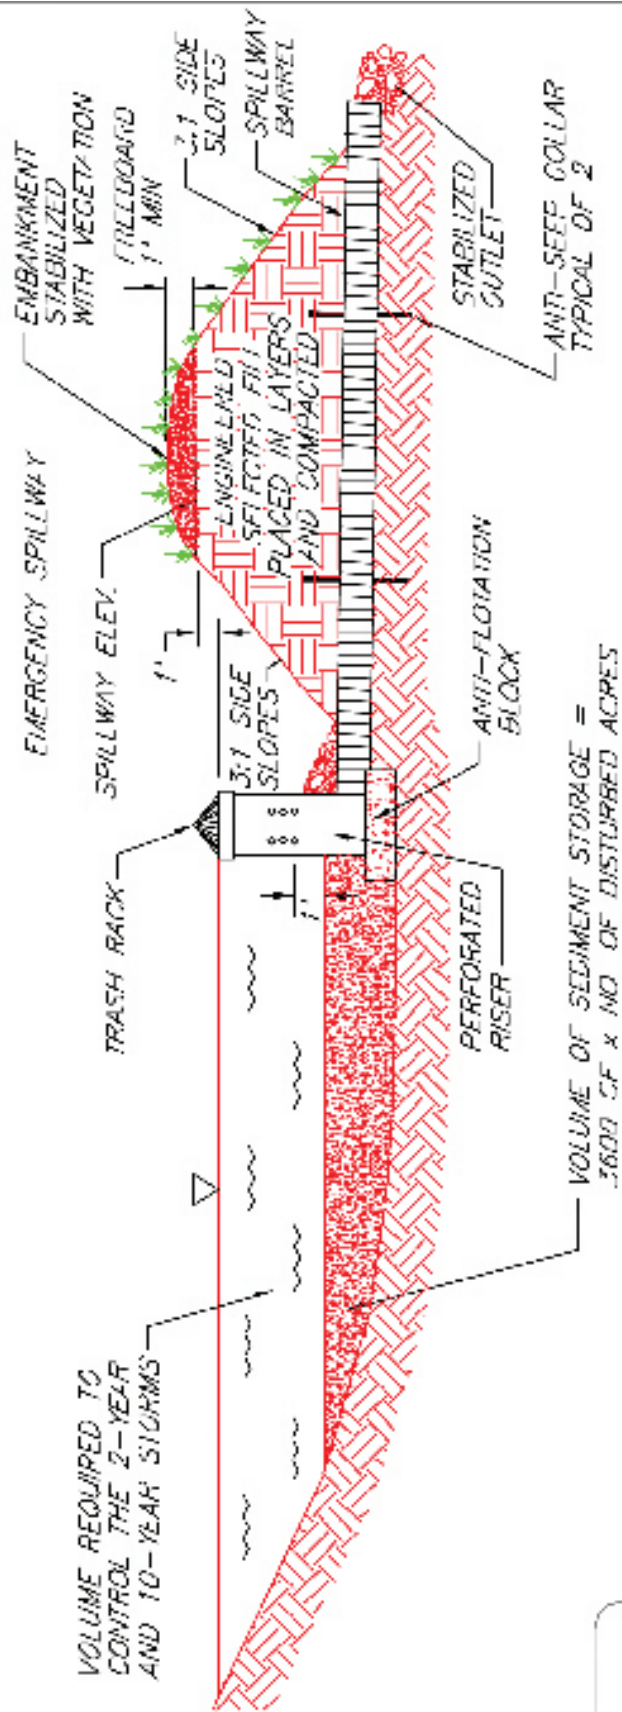 VOLUME REQUIRED TO
CONTROL THE 2-YEAR
AND 10-YEAR STORMS
TRASH RACK
EMERGENCY SPILLWAY
SPILLWAY ELEV.
1'
EMBANKMENT
STABILIZED
WITH VEGETATION
FREEBOARD
1' MIN
3:1 SIDE
SLOPES
SPILLWAY
BARREL
3:1 SIDE
SLOPES
1'
ENGINEERED
SELECTED FILL
PLACED IN LAYERS
AND COMPACTED
PERFORATED
RISER
ANTI-FLOTATION
BLOCK
STABILIZED
OUTLET
ANTI-SEEP COLLAR
TYPICAL OF 2
VOLUME OF SEDIMENT STORAGE =
3600 CF X NO OF DISTURBED ACRES